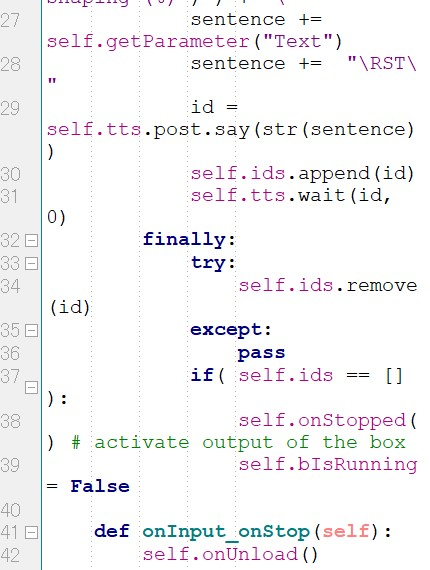 27 sentence +=
self.getParameter("Text")
28 sentence += "\RST\
"
29 id =
self.tts.post.say(str(sentence)
)
30 self.ids.append(id)
31 self.tts.wait(id,
0)
32 finally:
33 try:
34 self.ids.remove
(id)
35 except:
36 pass
37 if( self.ids == []
):
38 self.onStopped(
) # activate output of the box
39 self.bIsRunning
= False
40
41 def onInput_onStop(self):
42 self.onUnload()